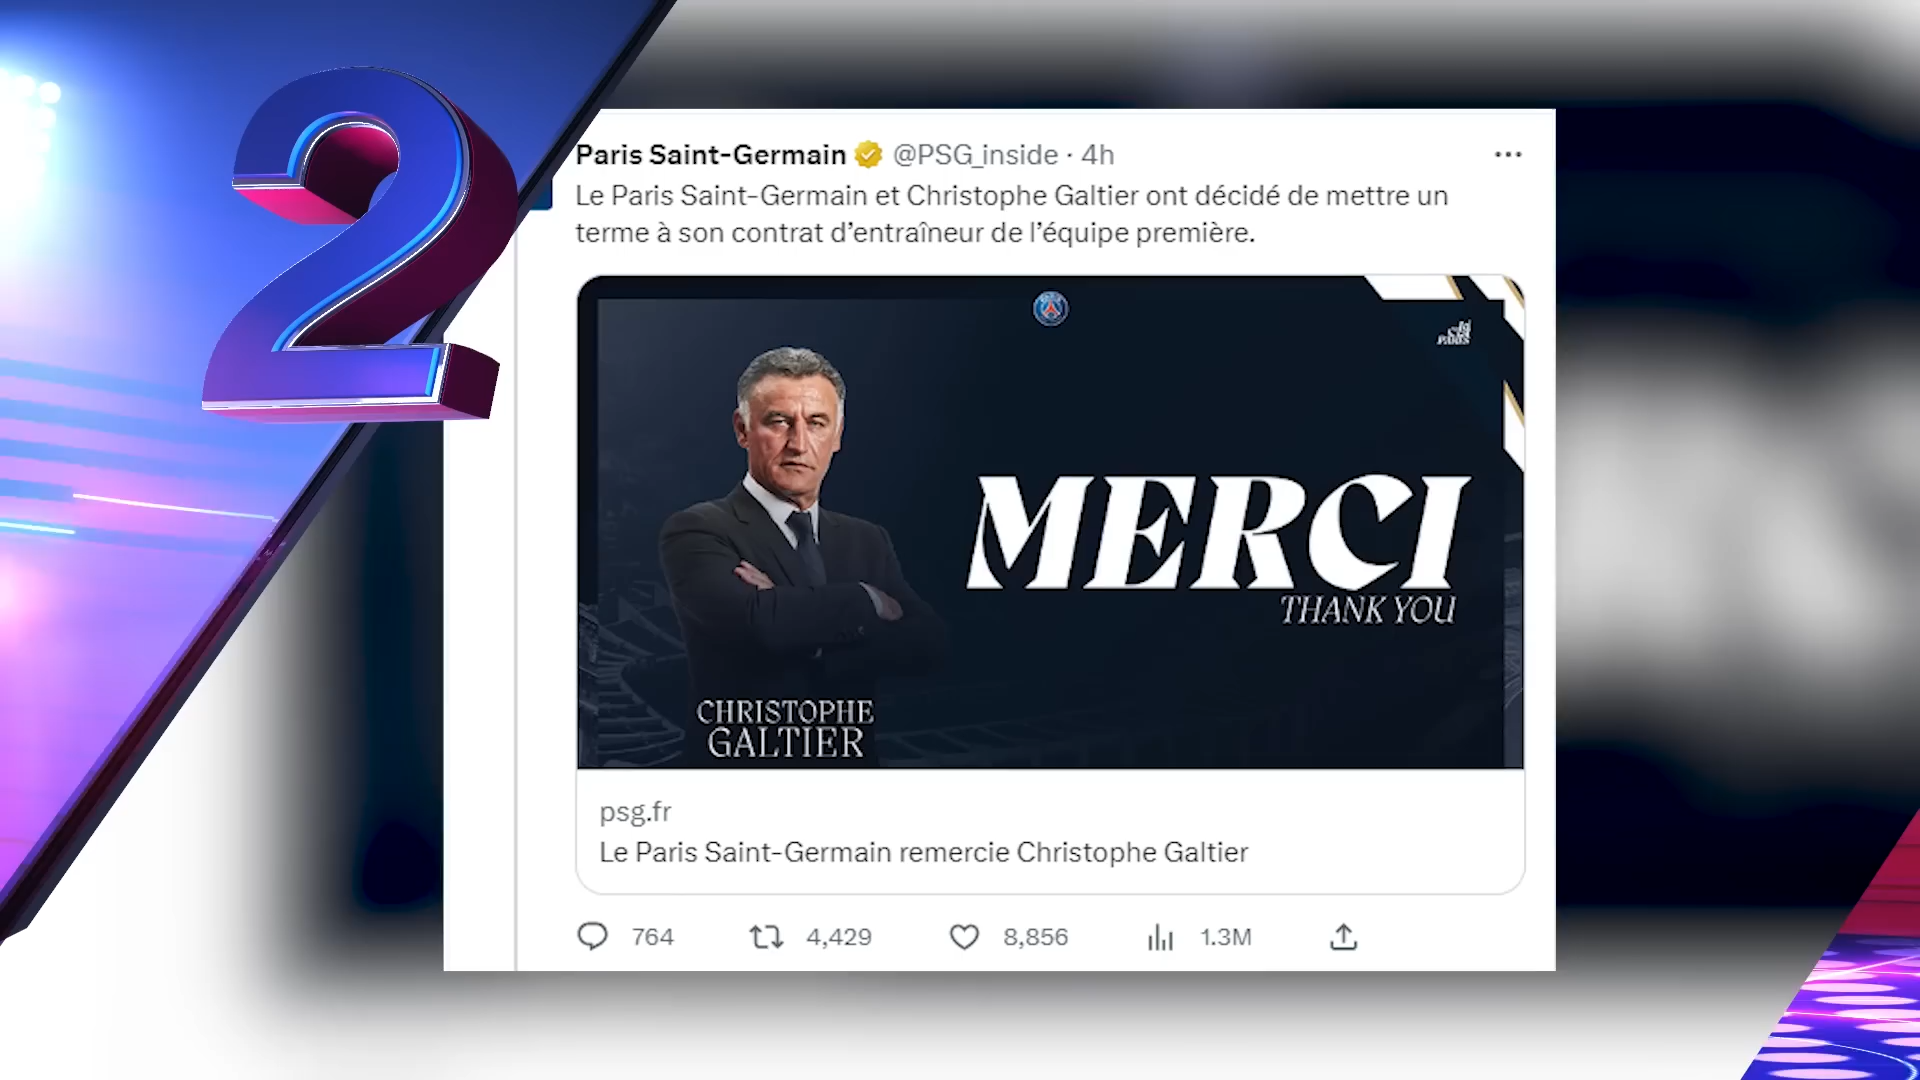 2
Paris Saint-Germain @PSG_inside · 4h
Le Paris Saint-Germain et Christophe Galtier ont décidé de mettre un
terme à son contrat d’entraîneur de l’équipe première.
MERCI
THANK YOU
CHRISTOPHE
GALTIER
psg.fr
Le Paris Saint-Germain remercie Christophe Galtier
764 4,429 8,856 1.3M